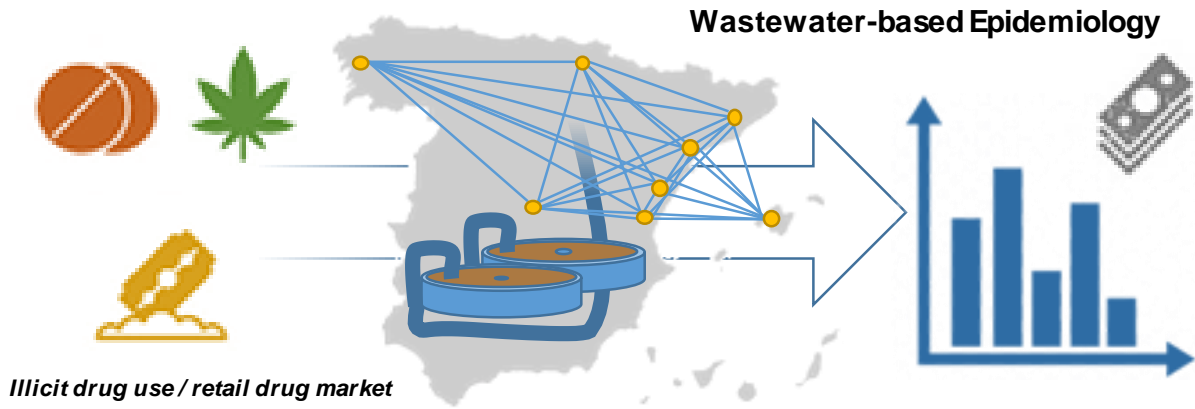 Wastewater-based Epidemiology
Illicit drug use / retail drug market